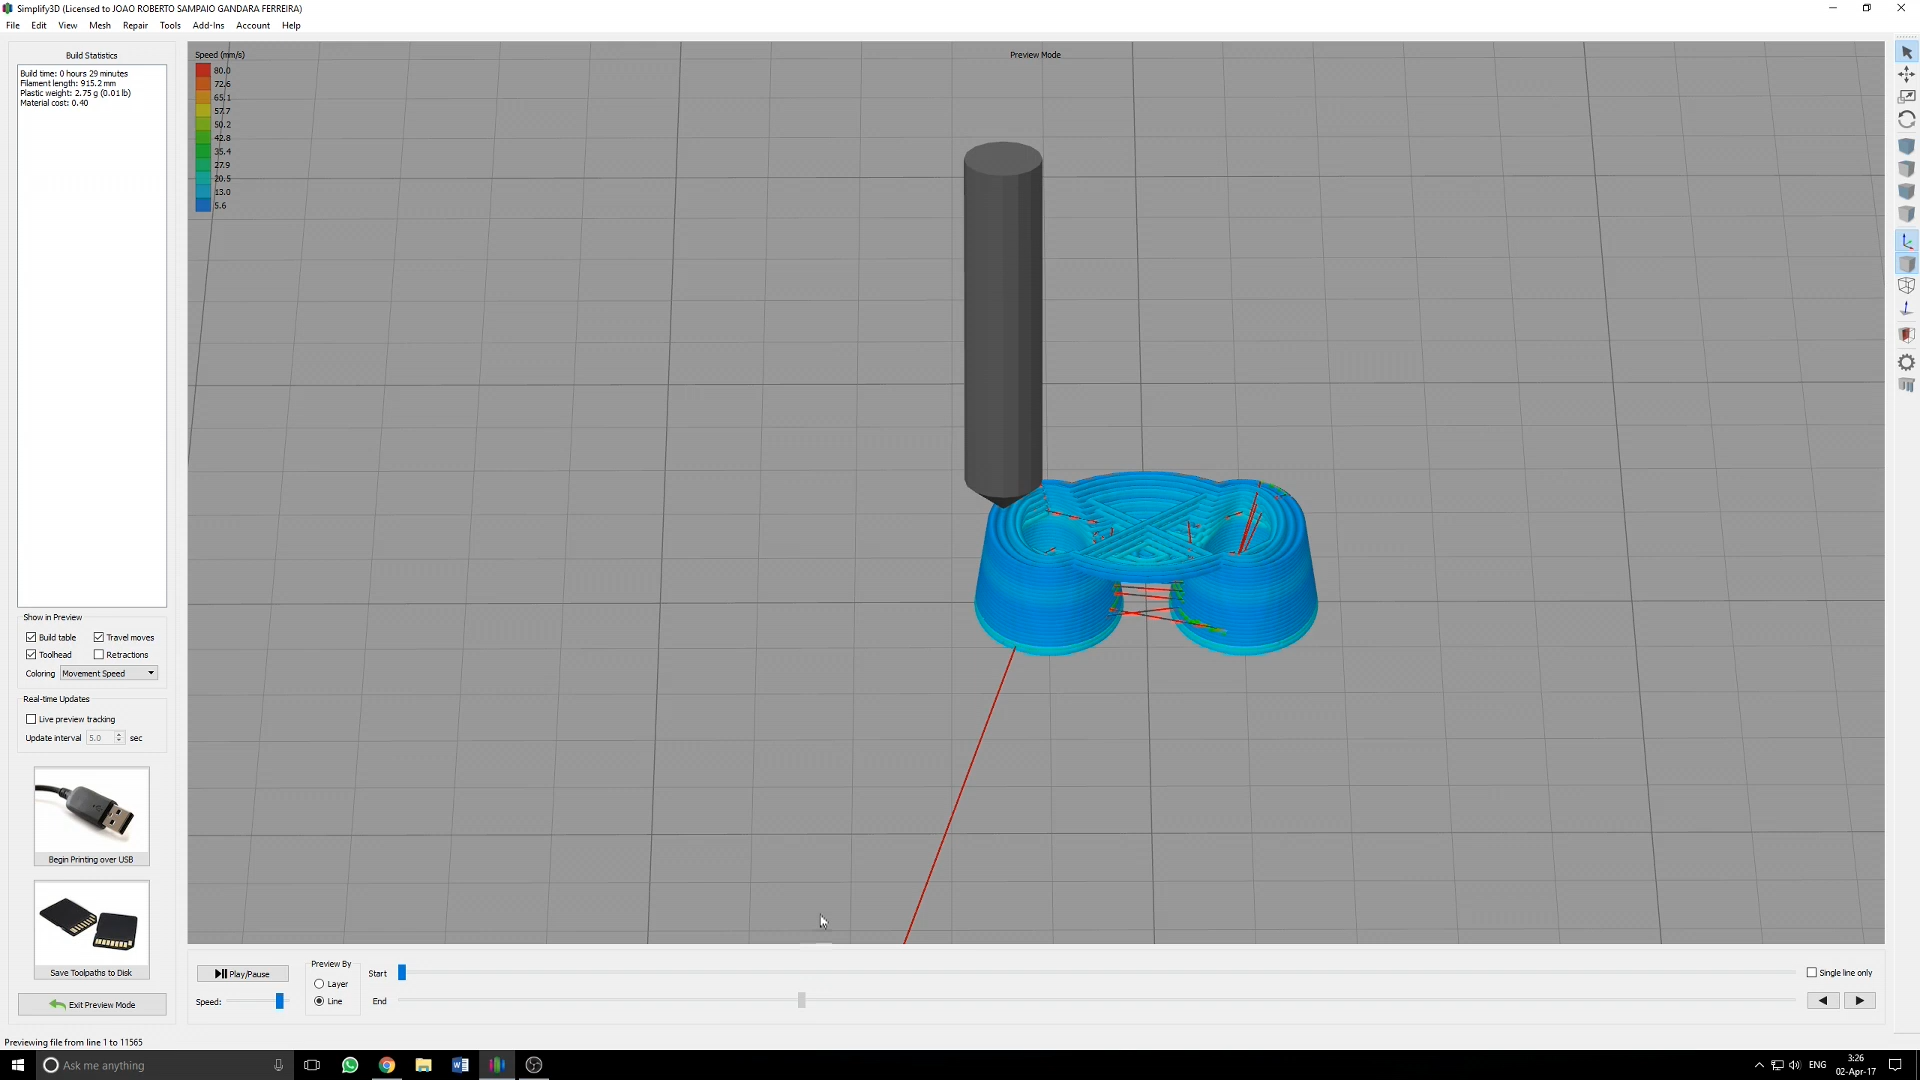 Simplify3D (Licensed to JOAO ROBERTO SAMPAIO GANDARA FERREIRA)
File Edit View Mesh Repair Tools Add-Ins Account Help
Build Statistics
Build time: 0 hours 29 minutes
Filament length: 915.2 mm
Plastic weight: 2.75 g (0.01 lb)
Material cost: 0.40
Speed (mm/s)
80.0
72.6
65.1
57.7
50.2
42.8
35.4
27.9
20.5
13.0
5.6
Preview Mode
Show in Preview
Build table Travel moves
Toolhead Retractions
Coloring Movement Speed
Real-time Updates
Live preview tracking
Update interval 5.0 sec
Begin Printing over USB
Save Toolpaths to Disk
Exit Preview Mode
Play/Pause
Speed:
Preview By
Layer
Line
Start
End
Single line only
Previewing file from line 1 to 11565
Ask me anything
ENG
3:26
02-Apr-17